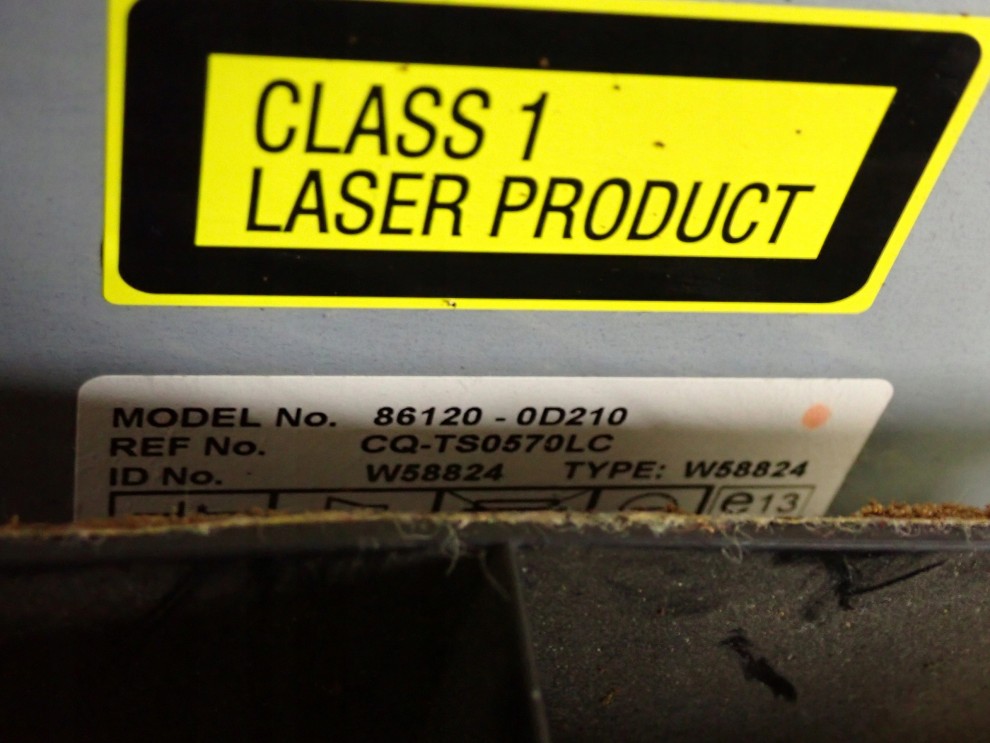 CLASS 1
LASER PRODUCT
MODEL No. 86120 - 0D210
REF No. CQ-TS0570LC
ID No. W58824 TYPE: W58824
e13